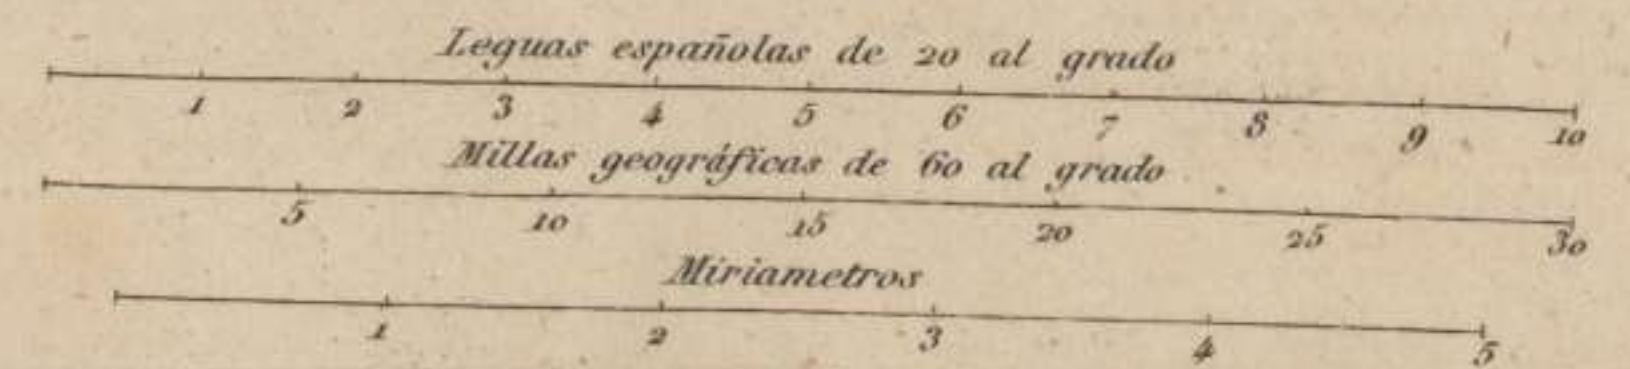 Leguas españolas de 20 al grado
1 2 3 4 5 6 7 8 9 10
Millas geográficas de 60 al grado
5 10 15 20 25 30
Miriametros
1 2 3 4 5